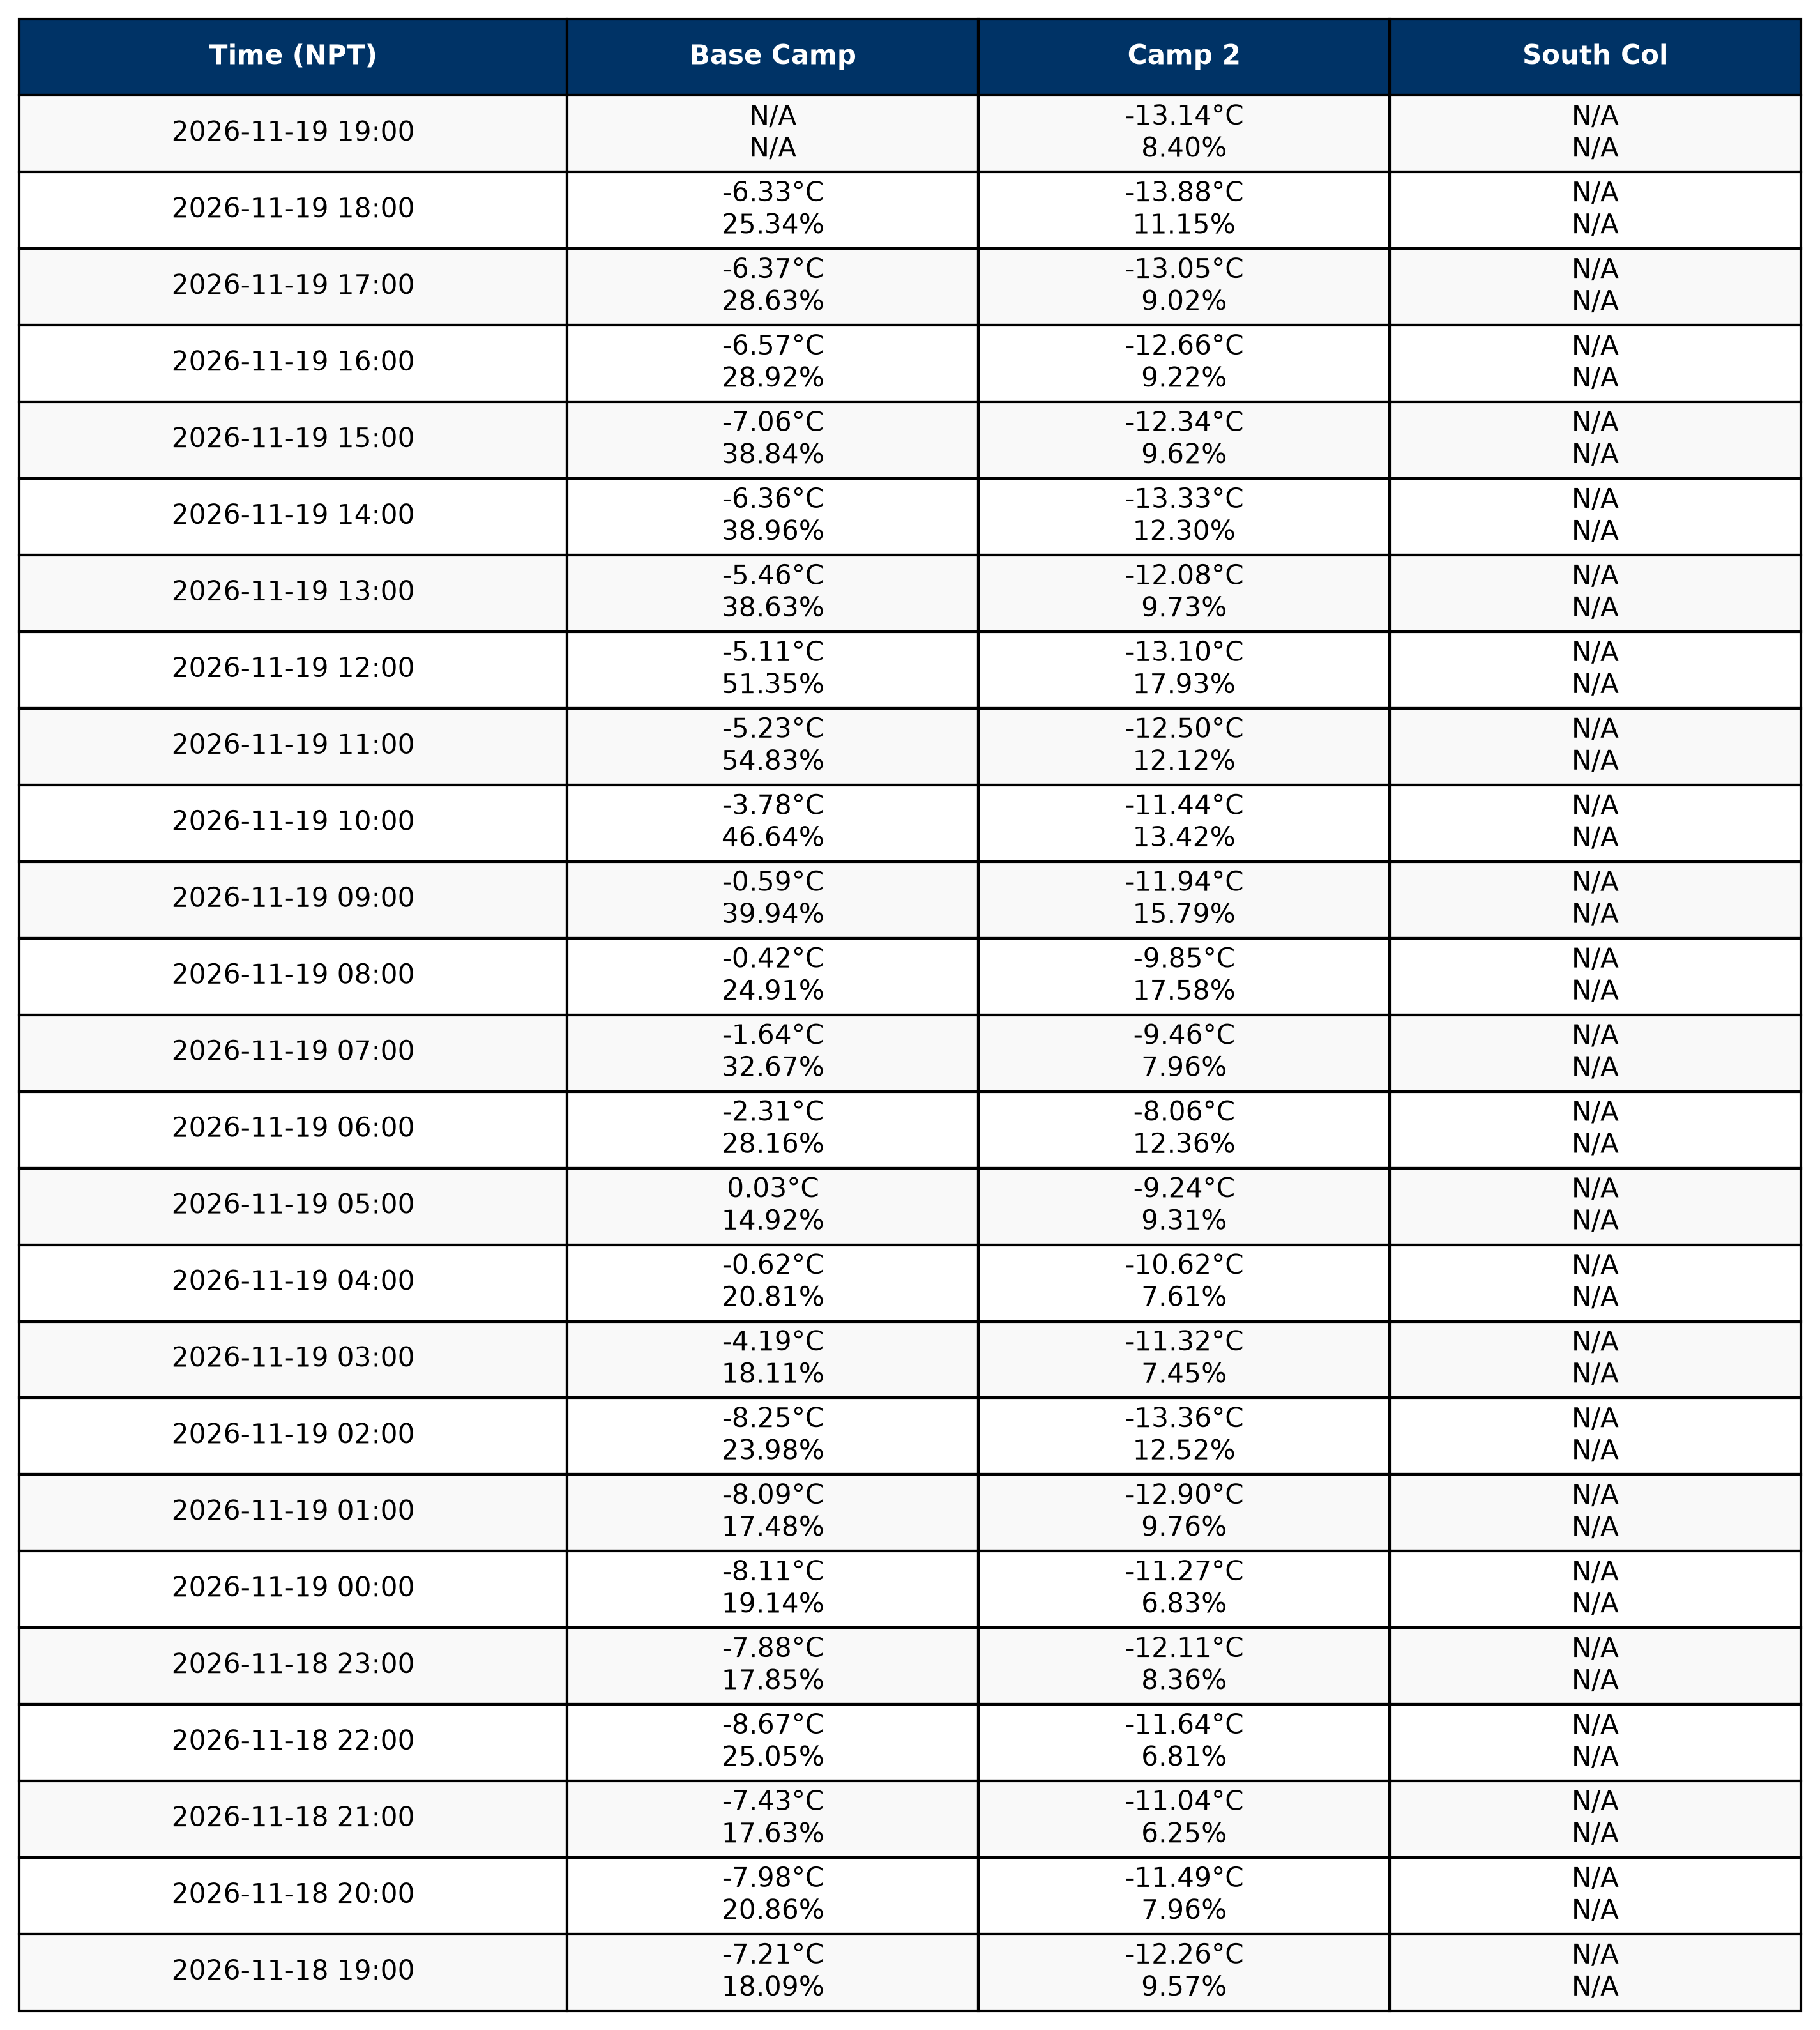 Time (NPT) Base Camp Camp 2 South Col
2026-11-19 19:00 N/A -13.14°C N/A
N/A 8.40% N/A
2026-11-19 18:00 -6.33°C -13.88°C N/A
25.34% 11.15% N/A
2026-11-19 17:00 -6.37°C -13.05°C N/A
28.63% 9.02% N/A
2026-11-19 16:00 -6.57°C -12.66°C N/A
28.92% 9.22% N/A
2026-11-19 15:00 -7.06°C -12.34°C N/A
38.84% 9.62% N/A
2026-11-19 14:00 -6.36°C -13.33°C N/A
38.96% 12.30% N/A
2026-11-19 13:00 -5.46°C -12.08°C N/A
38.63% 9.73% N/A
2026-11-19 12:00 -5.11°C -13.10°C N/A
51.35% 17.93% N/A
2026-11-19 11:00 -5.23°C -12.50°C N/A
54.83% 12.12% N/A
2026-11-19 10:00 -3.78°C -11.44°C N/A
46.64% 13.42% N/A
2026-11-19 09:00 -0.59°C -11.94°C N/A
39.94% 15.79% N/A
2026-11-19 08:00 -0.42°C -9.85°C N/A
24.91% 17.58% N/A
2026-11-19 07:00 -1.64°C -9.46°C N/A
32.67% 7.96% N/A
2026-11-19 06:00 -2.31°C -8.06°C N/A
28.16% 12.36% N/A
2026-11-19 05:00 0.03°C -9.24°C N/A
14.92% 9.31% N/A
2026-11-19 04:00 -0.62°C -10.62°C N/A
20.81% 7.61% N/A
2026-11-19 03:00 -4.19°C -11.32°C N/A
18.11% 7.45% N/A
2026-11-19 02:00 -8.25°C -13.36°C N/A
23.98% 12.52% N/A
2026-11-19 01:00 -8.09°C -12.90°C N/A
17.48% 9.76% N/A
2026-11-19 00:00 -8.11°C -11.27°C N/A
19.14% 6.83% N/A
2026-11-18 23:00 -7.88°C -12.11°C N/A
17.85% 8.36% N/A
2026-11-18 22:00 -8.67°C -11.64°C N/A
25.05% 6.81% N/A
2026-11-18 21:00 -7.43°C -11.04°C N/A
17.63% 6.25% N/A
2026-11-18 20:00 -7.98°C -11.49°C N/A
20.86% 7.96% N/A
2026-11-18 19:00 -7.21°C -12.26°C N/A
18.09% 9.57% N/A